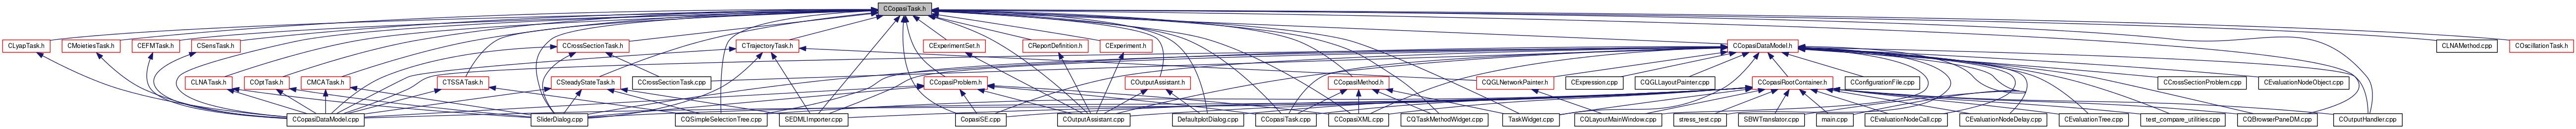 CCopasiTask.h
CLyapTask.h
CMoietiesTask.h
CEFMTask.h
CSensTask.h
CCrossSectionTask.h
CTrajectoryTask.h
CExperimentSet.h
CReportDefinition.h
CExperiment.h
CCopasiDataModel.h
CLNAMethod.cpp
COscillationTask.h
CLNATask.h
COptTask.h
CMCATask.h
CTSSATask.h
CSteadyStateTask.h
CCrossSectionTask.cpp
CCopasiProblem.h
COutputAssistant.h
CCopasiMethod.h
CQGLNetworkPainter.h
CExpression.cpp
CQGLLayoutPainter.cpp
CCopasiRootContainer.h
CConfigurationFile.cpp
CCrossSectionProblem.cpp
CEvaluationNodeObject.cpp
CCopasiDataModel.cpp
SliderDialog.cpp
CQSimpleSelectionTree.cpp
SEDMLImporter.cpp
CopasiSE.cpp
COutputAssistant.cpp
DefaultplotDialog.cpp
CCopasiTask.cpp
CCopasiXML.cpp
CQTaskMethodWidget.cpp
TaskWidget.cpp
CQLayoutMainWindow.cpp
stress_test.cpp
SBWTranslator.cpp
main.cpp
CEvaluationNodeCall.cpp
CEvaluationNodeDelay.cpp
CEvaluationTree.cpp
test_compare_utilities.cpp
CQBrowserPaneDM.cpp
COutputHandler.cpp